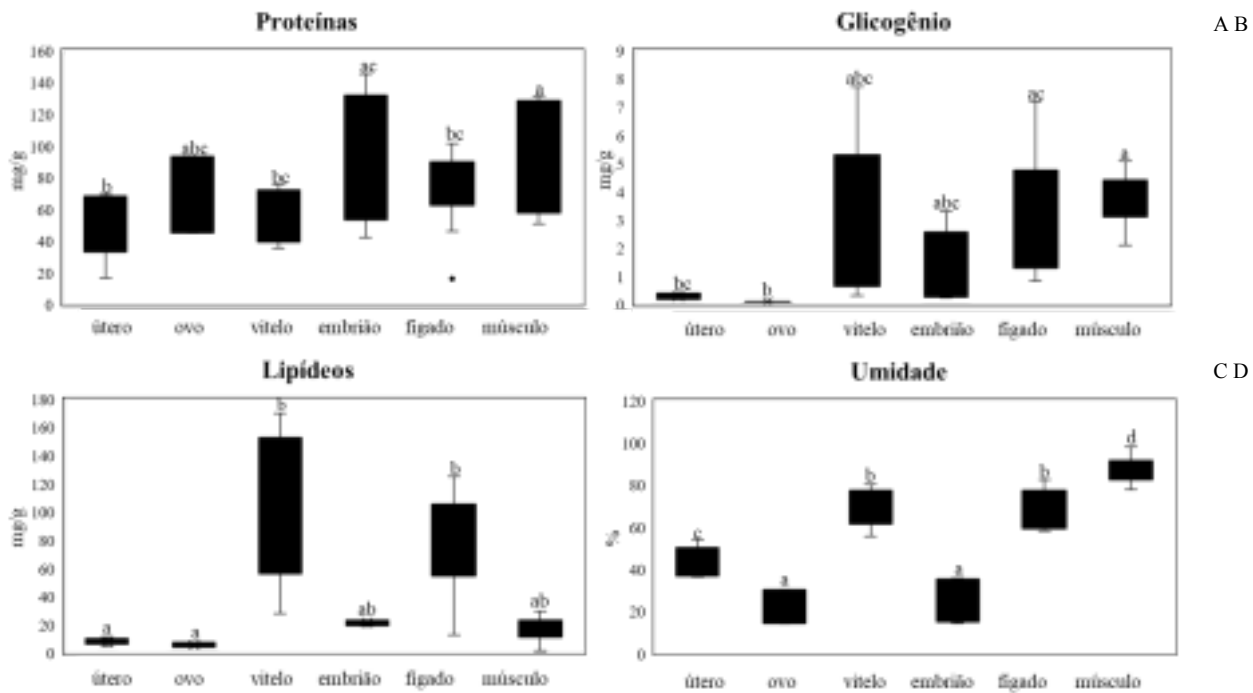 Proteínas
Glicogênio
A B
160
140
120
100
80
60
40
20
0
mg/g
b
abc
bc
ac
bc
a
útero ovo vitelo embrião fígado músculo
9
8
7
6
5
4
3
2
1
0
mg/g
bc
b
abc
abc
ac
a
útero ovo vitelo embrião fígado músculo
Lipídeos
Umidade
C D
180
160
140
120
100
80
60
40
20
0
mg/g
a
a
b
ab
b
ab
útero ovo vitelo embrião fígado músculo
120
100
80
60
40
20
0
%
c
a
b
a
b
d
útero ovo vitelo embrião fígado músculo